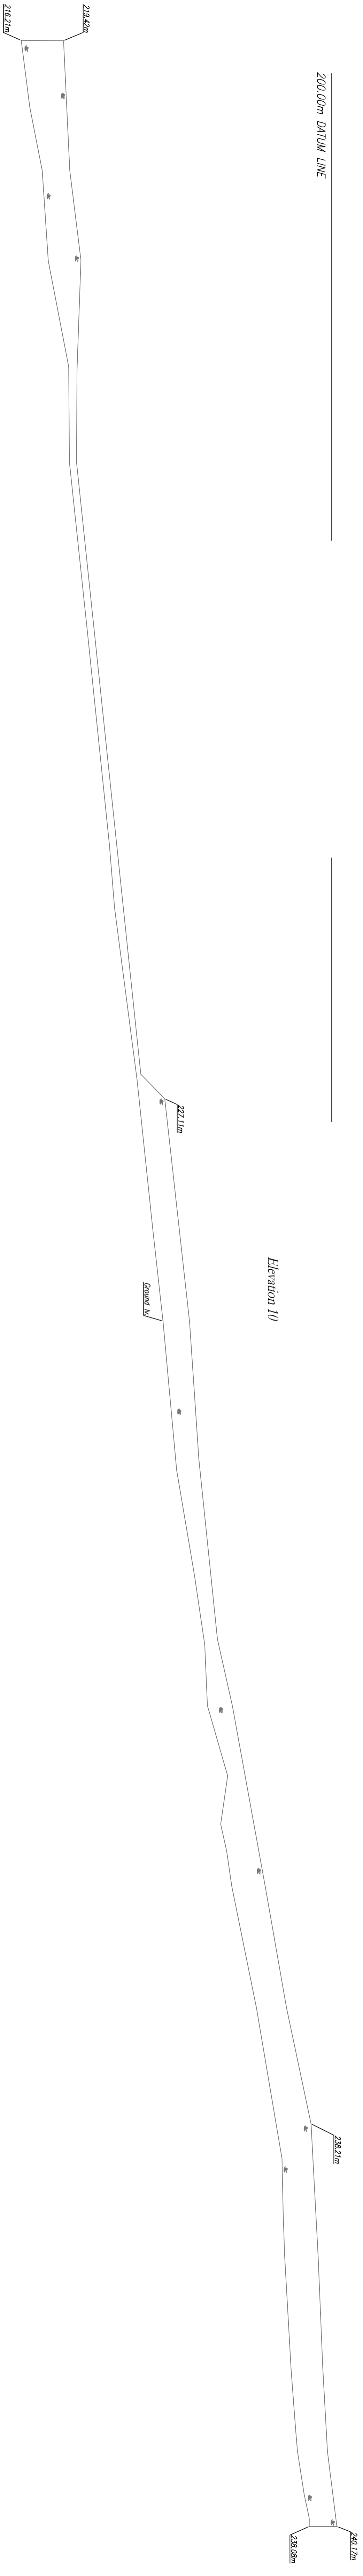 216.21m
219.42m
200.00m DATUM LINE
227.11m
Elevation 10
Ground lv.
238.21m
240.17m
238.08m